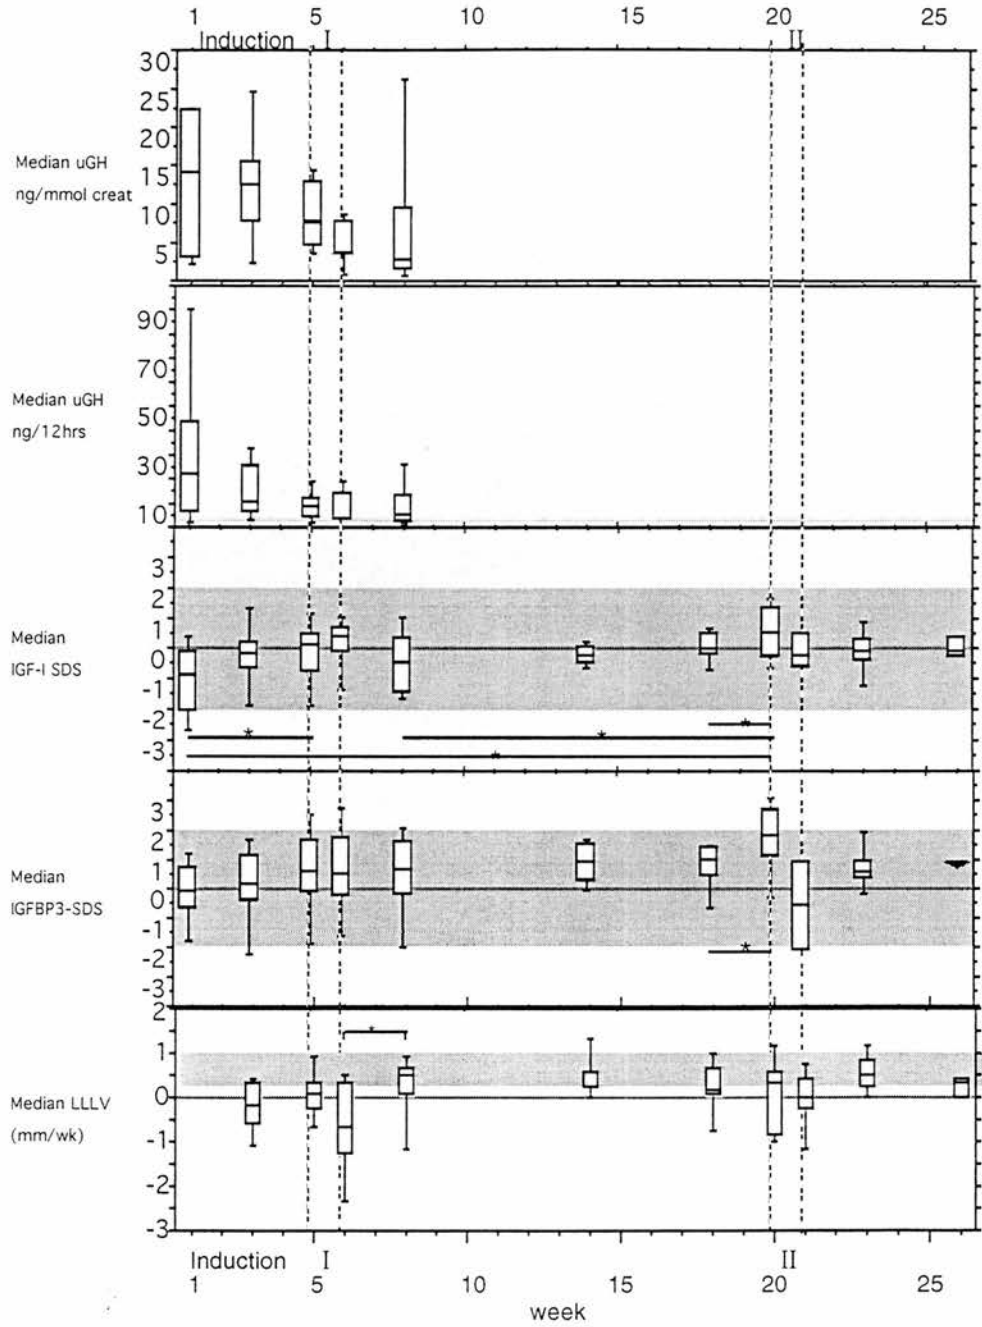 1 5 10 15 20 25
Induction I II
30
25
20
15
10
5
Median uGH
ng/mmol creat
90
70
50
30
10
Median uGH
ng/12hrs
3
2
1
0
-1
-2
-3
Median
IGF-I SDS
*
*
*
*
3
2
1
0
-1
-2
-3
Median
IGFBP3-SDS
*
2
1
0
-1
-2
-3
Median LLLV
(mm/wk)
*
Induction I II
1 5 10 15 20 25
week